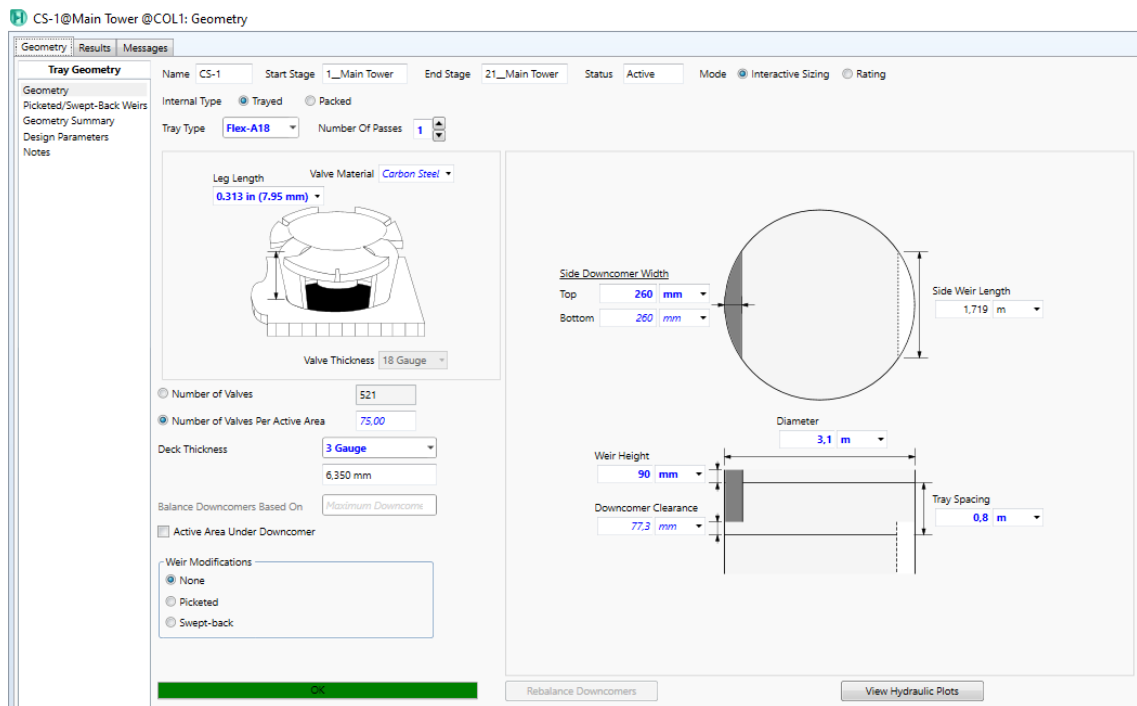 CS-1@Main Tower @COL1: Geometry
Geometry Results Messages
Tray Geometry
Geometry
Picketed/Swept-Back Weirs
Geometry Summary
Design Parameters
Notes
Name CS-1 Start Stage 1__Main Tower End Stage 21__Main Tower Status Active Mode Interactive Sizing Rating
Internal Type Trayed Packed
Tray Type Flex-A18 Number Of Passes 1
Leg Length Valve Material Carbon Steel
0.313 in (7.95 mm)
Valve Thickness 18 Gauge
Number of Valves 521
Number of Valves Per Active Area 75,00
Deck Thickness 3 Gauge
6,350 mm
Balance Downcomers Based On Maximum Downcome
Active Area Under Downcomer
Weir Modifications
None
Picketed
Swept-back
OK
Side Downcomer Width
Top 260 mm
Bottom 260 mm
Side Weir Length
1,719 m
Diameter
3,1 m
Weir Height
90 mm
Downcomer Clearance
77,3 mm
Tray Spacing
0,8 m
Rebalance Downcomers View Hydraulic Plots